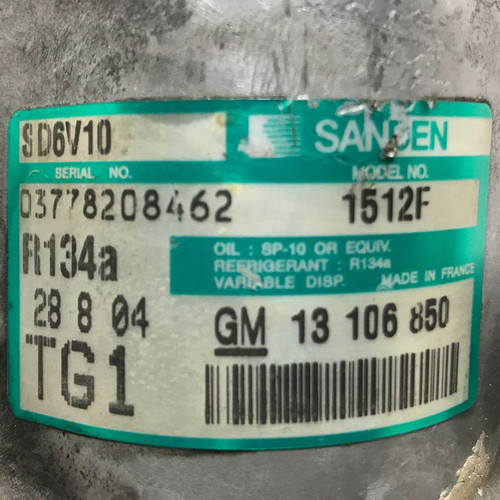 SD6V10
SANDEN
SERIAL NO.
MODEL NO.
03778208462
1512F
R134a
OIL : SP-10 OR EQUIV.
REFRIGERANT : R134a
VARIABLE DISP.
MADE IN FRANCE
28 8 04
GM 13 106 850
TG1